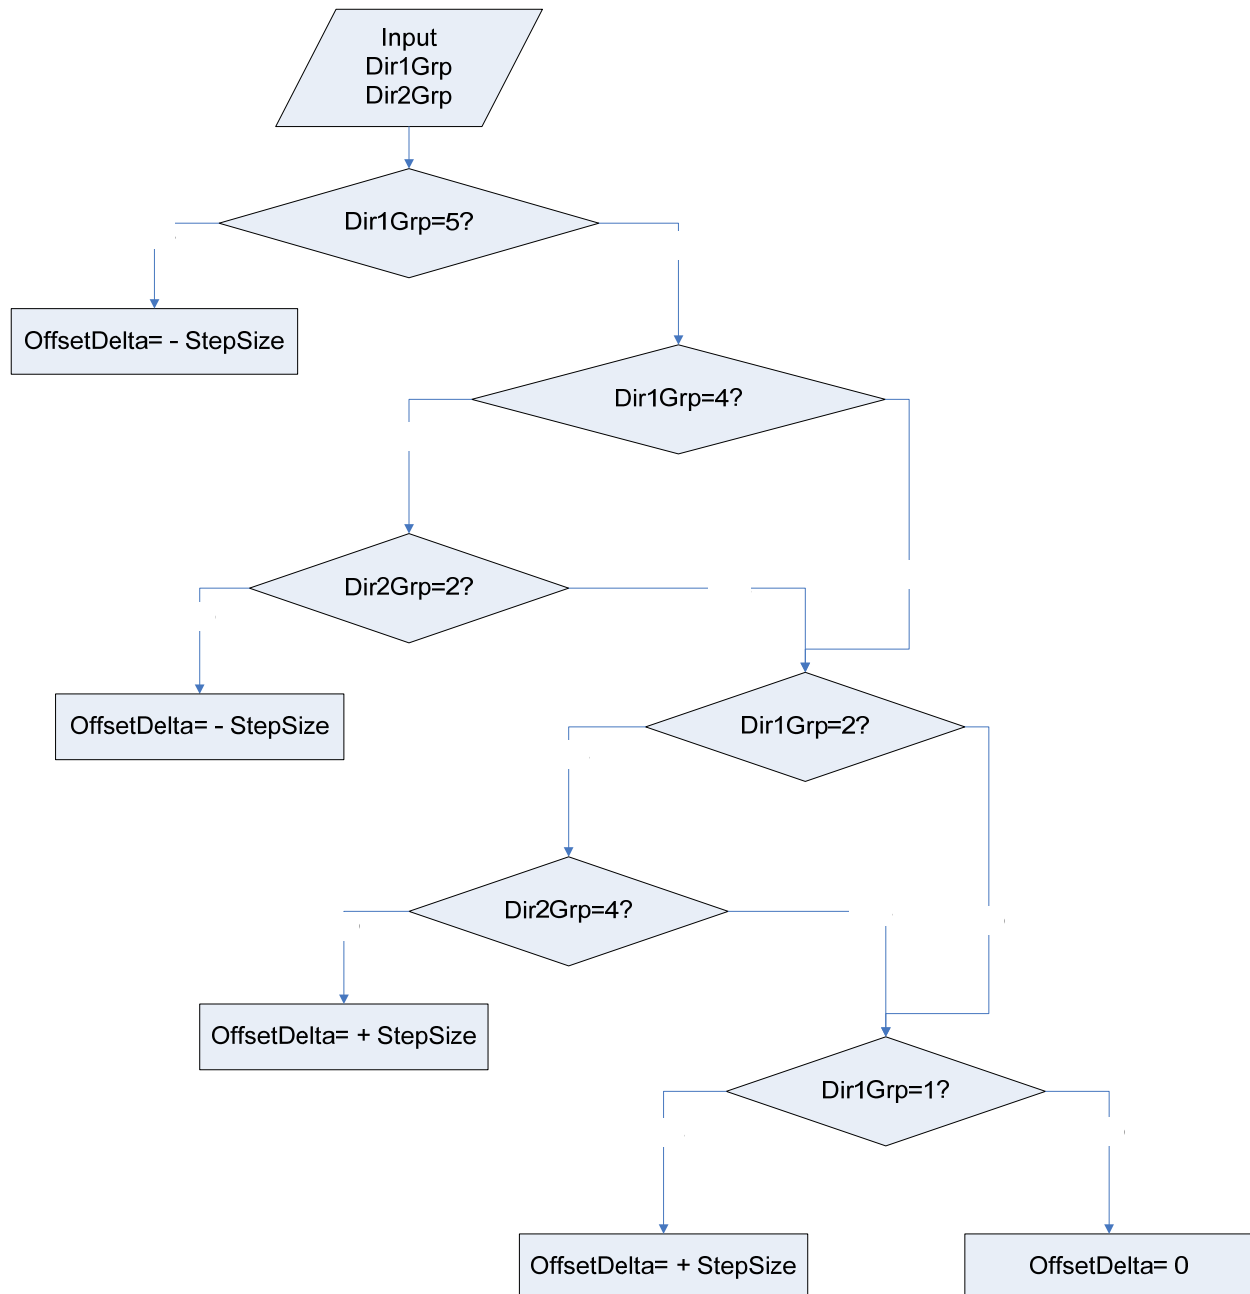 Input
Dir1Grp
Dir2Grp
Dir1Grp=5?
OffsetDelta= - StepSize
Dir1Grp=4?
Dir2Grp=2?
OffsetDelta= - StepSize
Dir1Grp=2?
Dir2Grp=4?
OffsetDelta= + StepSize
Dir1Grp=1?
OffsetDelta= + StepSize
OffsetDelta= 0